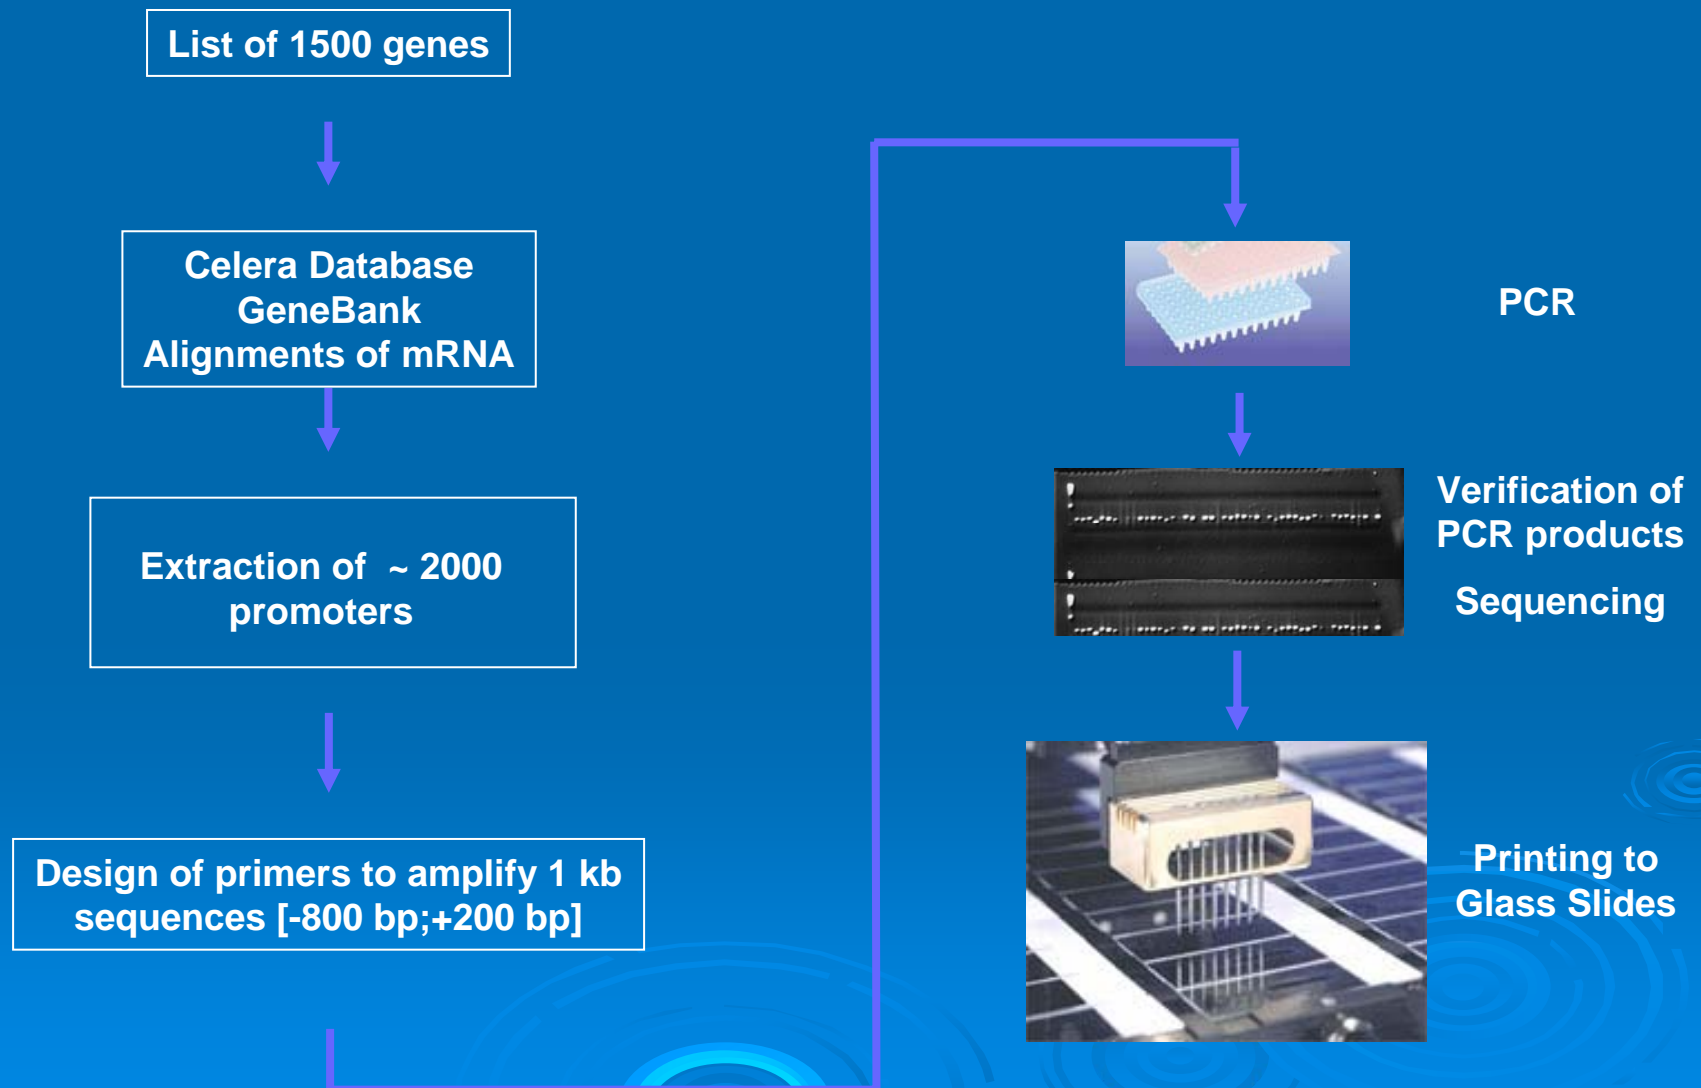 List of 1500 genes
Celera Database
GeneBank
Alignments of mRNA
Extraction of ~ 2000
promoters
Design of primers to amplify 1 kb
sequences [-800 bp;+200 bp]
PCR
Verification of
PCR products
Sequencing
Printing to
Glass Slides